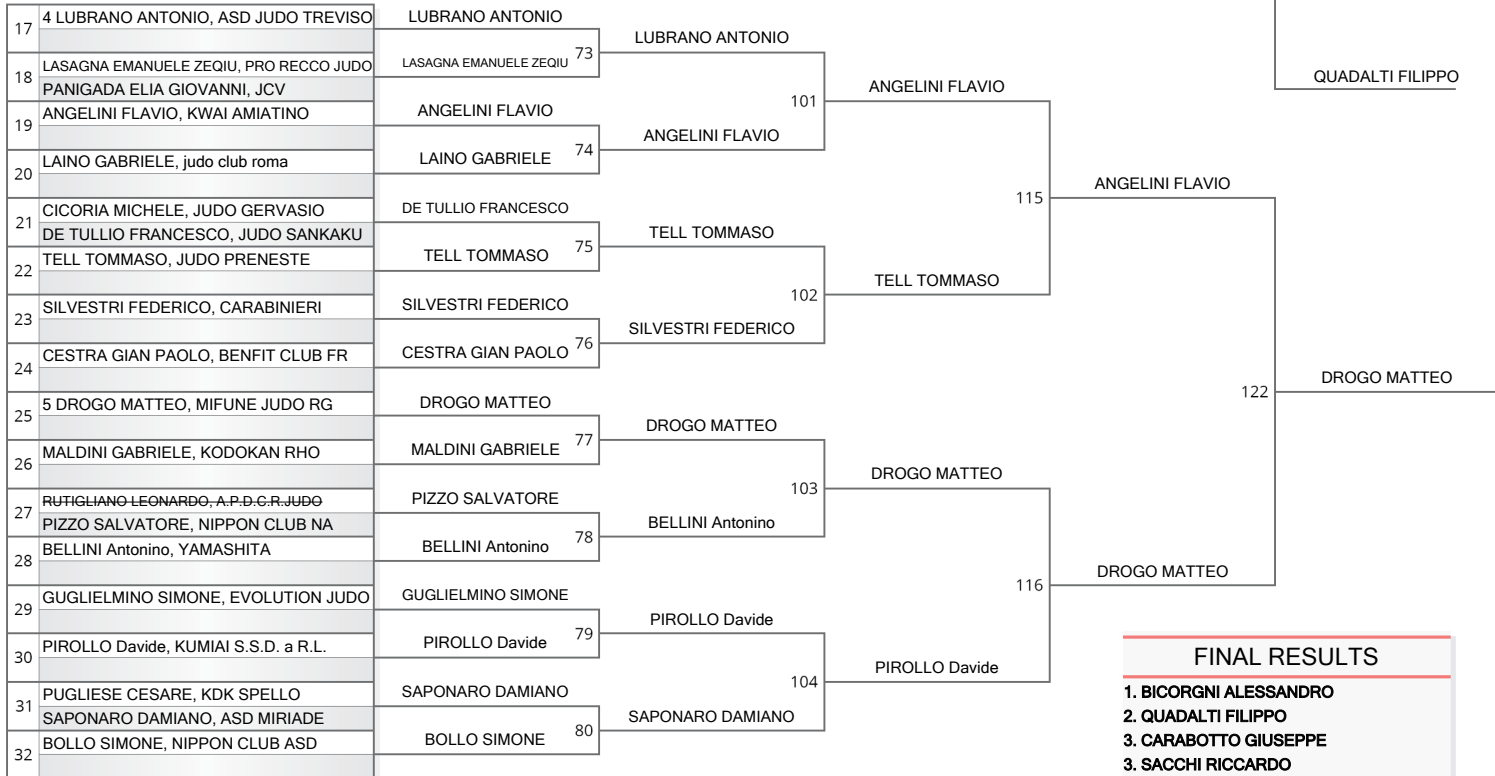 17
4 LUBRANO ANTONIO, ASD JUDO TREVISO
18
LASAGNA EMANUELE ZEQIU, PRO RECCO JUDO
PANIGADA ELIA GIOVANNI, JCV
19
ANGELINI FLAVIO, KWAI AMIATINO
20
LAINO GABRIELE, judo club roma
21
CICORIA MICHELE, JUDO GERVASIO
DE TULLIO FRANCESCO, JUDO SANKAKU
22
TELL TOMMASO, JUDO PRENESTE
23
SILVESTRI FEDERICO, CARABINIERI
24
CESTRA GIAN PAOLO, BENFIT CLUB FR
25
5 DROGO MATTEO, MIFUNE JUDO RG
26
MALDINI GABRIELE, KODOKAN RHO
27
RUTIGLIANO LEONARDO, A.P.D.C.R.JUDO
PIZZO SALVATORE, NIPPON CLUB NA
28
BELLINI Antonino, YAMASHITA
29
GUGLIELMINO SIMONE, EVOLUTION JUDO
30
PIROLLO Davide, KUMIAI S.S.D. a R.L.
31
PUGLIESE CESARE, KDK SPELLO
SAPONARO DAMIANO, ASD MIRIADE
32
BOLLO SIMONE, NIPPON CLUB ASD
LUBRANO ANTONIO
73
LASAGNA EMANUELE ZEQIU
ANGELINI FLAVIO
74
LAINO GABRIELE
DE TULLIO FRANCESCO
75
TELL TOMMASO
SILVESTRI FEDERICO
76
CESTRA GIAN PAOLO
DROGO MATTEO
77
MALDINI GABRIELE
PIZZO SALVATORE
78
BELLINI Antonino
GUGLIELMINO SIMONE
79
PIROLLO Davide
SAPONARO DAMIANO
80
BOLLO SIMONE
LUBRANO ANTONIO
101
ANGELINI FLAVIO
TELL TOMMASO
102
SILVESTRI FEDERICO
DROGO MATTEO
103
BELLINI Antonino
PIROLLO Davide
104
SAPONARO DAMIANO
ANGELINI FLAVIO
115
TELL TOMMASO
DROGO MATTEO
116
PIROLLO Davide
ANGELINI FLAVIO
122
DROGO MATTEO
QUADALTI FILIPPO
DROGO MATTEO
FINAL RESULTS
1. BICORGNI ALESSANDRO
2. QUADALTI FILIPPO
3. CARABOTTO GIUSEPPE
3. SACCHI RICCARDO